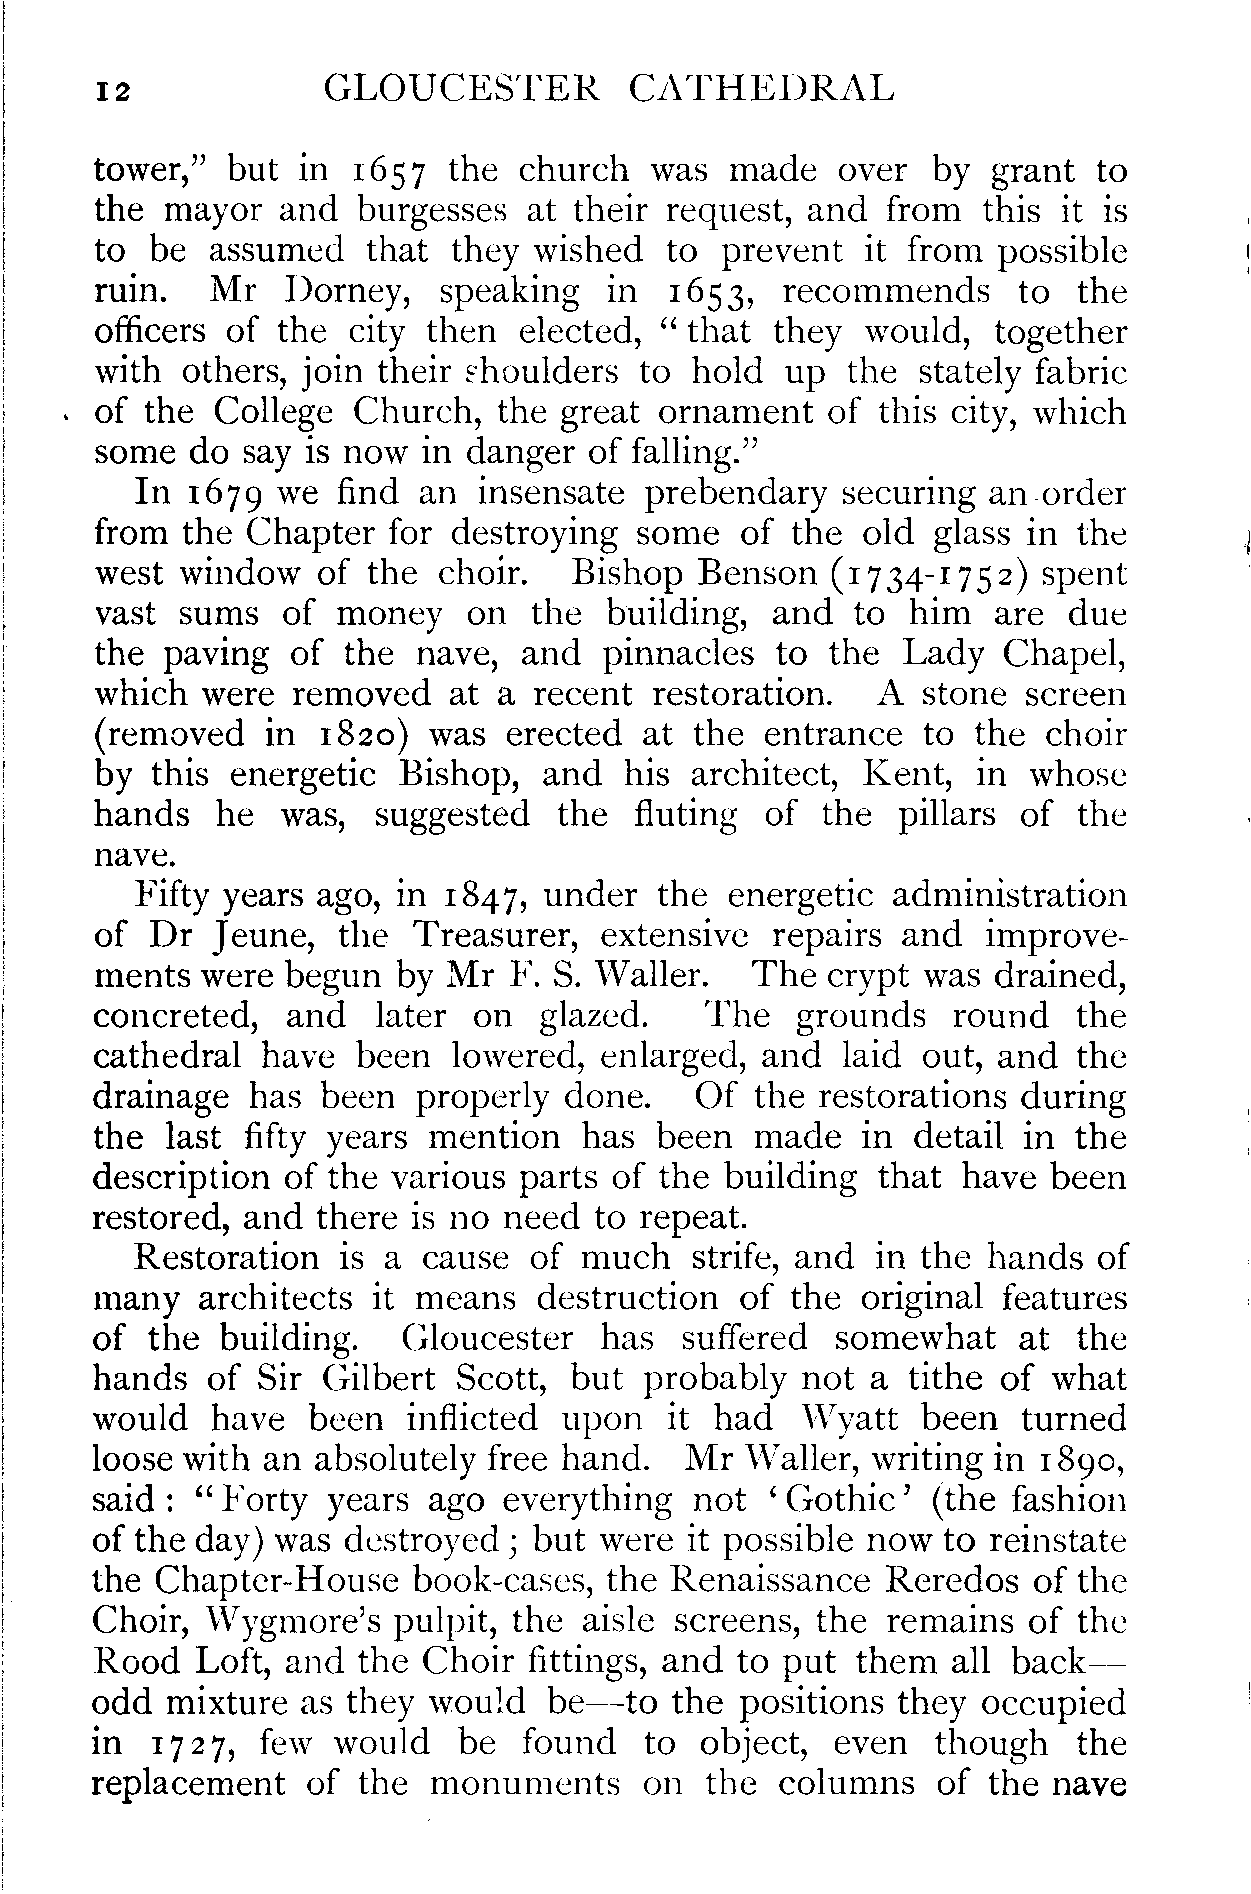 12 GLOUCESTER CATHEDRAL
tower,” but in 1657 the church was made over by grant to
the mayor and burgesses at their request, and from this it is
to be assumed that they wished to prevent it from possible
ruin. Mr Dorney, speaking in 1653, recommends to the
officers of the city then elected, “ that they would, together
with others, join their shoulders to hold up the stately fabric
of the College Church, the great ornament of this city, which
some do say is now in danger of falling.”
In 1679 we find an insensate prebendary securing an order
from the Chapter for destroying some of the old glass in the
west window of the choir. Bishop Benson (1734-1752) spent
vast sums of money on the building, and to him are due
the paving of the nave, and pinnacles to the Lady Chapel,
which were removed at a recent restoration. A stone screen
(removed in 1820) was erected at the entrance to the choir
by this energetic Bishop, and his architect, Kent, in whose
hands he was, suggested the fluting of the pillars of the
nave.
Fifty years ago, in 1847, under the energetic administration
of Dr Jeune, the Treasurer, extensive repairs and improve-
ments were begun by Mr F. S. Waller. The crypt was drained,
concreted, and later on glazed. The grounds round the
cathedral have been lowered, enlarged, and laid out, and the
drainage has been properly done. Of the restorations during
the last fifty years mention has been made in detail in the
description of the various parts of the building that have been
restored, and there is no need to repeat.
Restoration is a cause of much strife, and in the hands of
many architects it means destruction of the original features
of the building. Gloucester has suffered somewhat at the
hands of Sir Gilbert Scott, but probably not a tithe of what
would have been inflicted upon it had Wyatt been turned
loose with an absolutely free hand. Mr Waller, writing in 1890,
said : “ Forty years ago everything not ‘ Gothic ’ (the fashion
of the day) was destroyed ; but were it possible now to reinstate
the Chapter-House book-cases, the Renaissance Reredos of the
Choir, Wygmore’s pulpit, the aisle screens, the remains of the
Rood Loft, and the Choir fittings, and to put them all back—
odd mixture as they would be—to the positions they occupied
in 1727, few would be found to object, even though the
replacement of the monuments on the columns of the nave